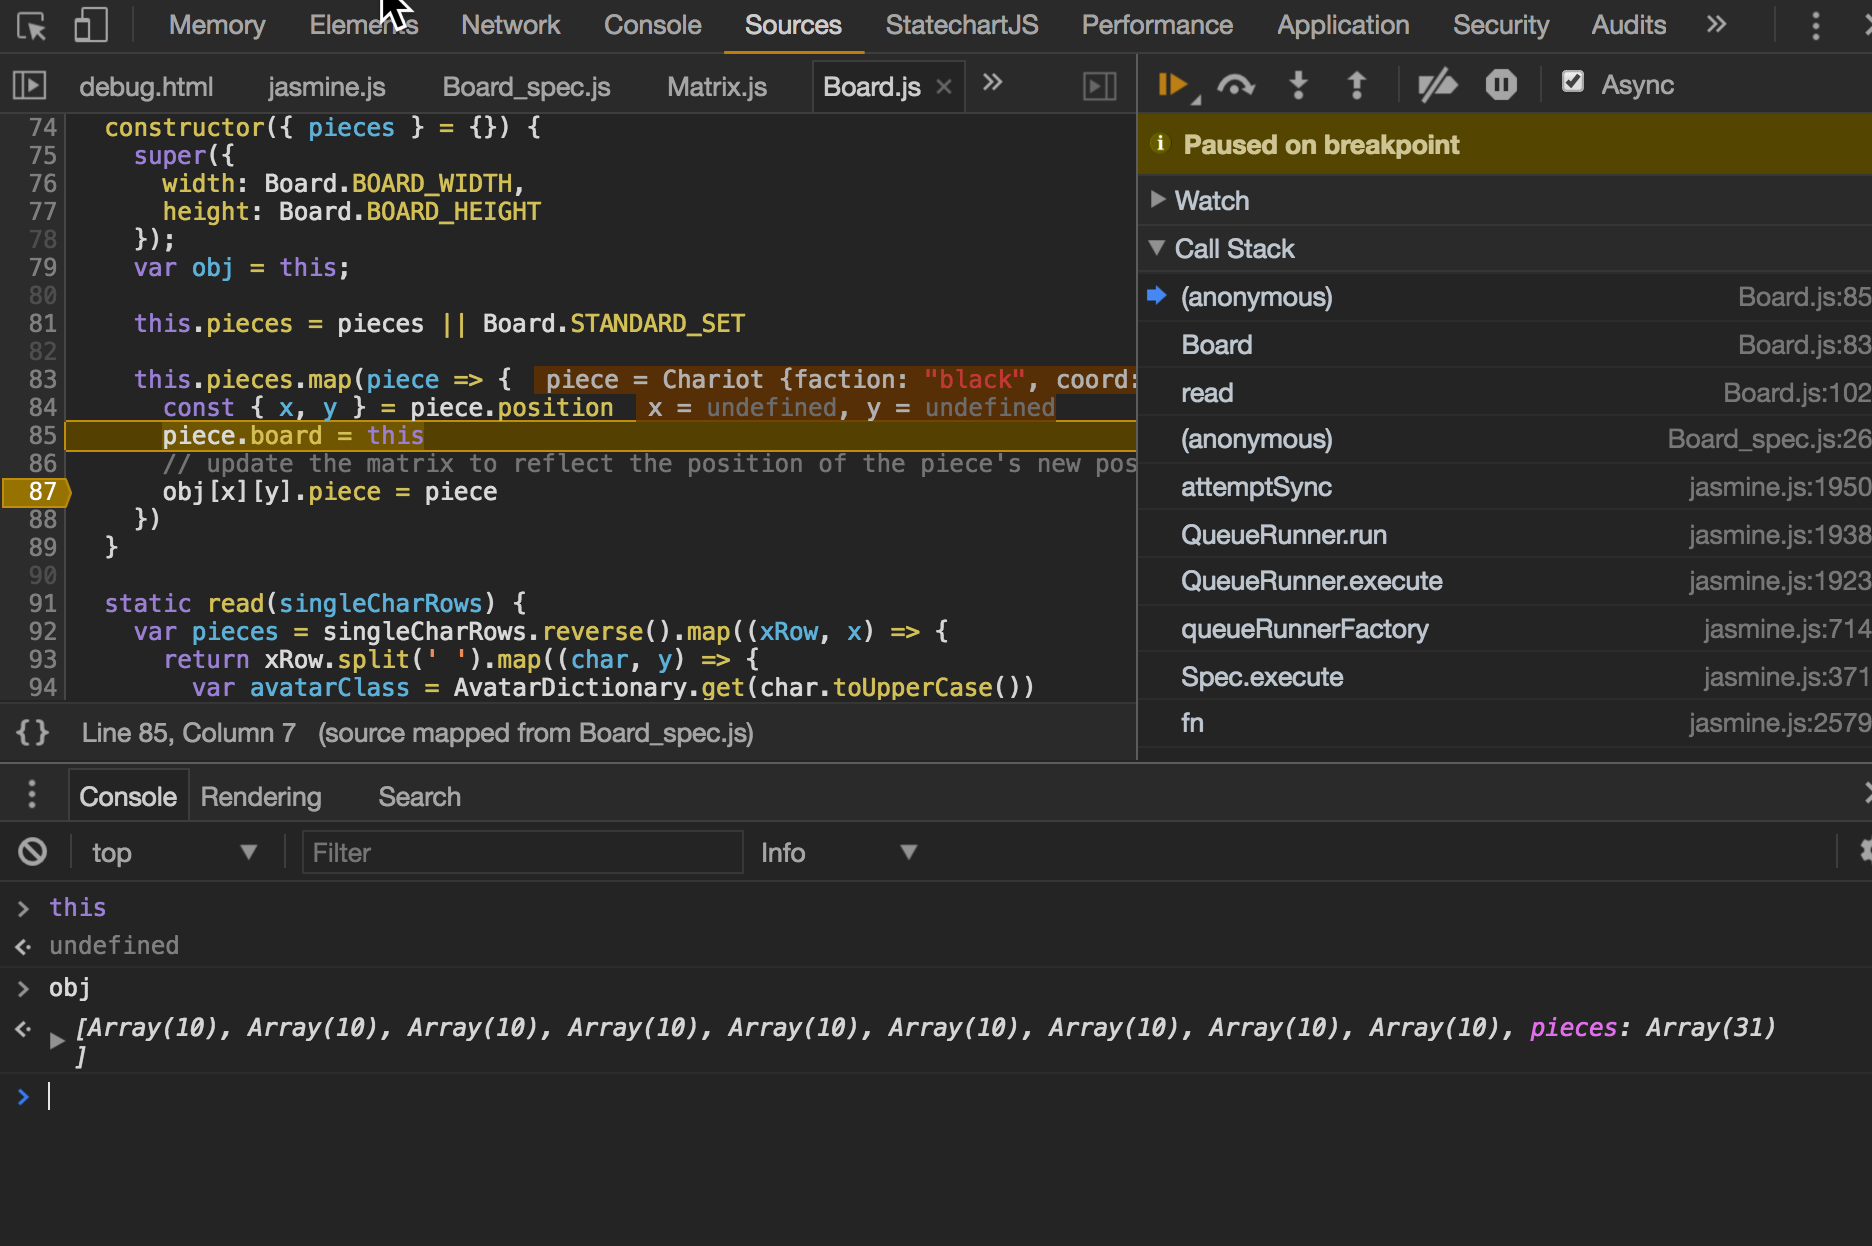 Memory Elements Network Console Sources StatechartJS Performance Application Security Audits »
debug.html jasmine.js Board_spec.js Matrix.js Board.js × »
Async
74 constructor({ pieces } = {}) {
75 super({
76 width: Board.BOARD_WIDTH,
77 height: Board.BOARD_HEIGHT
78 });
79 var obj = this;
80
81 this.pieces = pieces || Board.STANDARD_SET
82
83 this.pieces.map(piece => { piece = Chariot {faction: "black", coord:
84 const { x, y } = piece.position x = undefined, y = undefined
85 piece.board = this
86 // update the matrix to reflect the position of the piece's new pos
87 obj[x][y].piece = piece
88 })
89 }
90
91 static read(singleCharRows) {
92 var pieces = singleCharRows.reverse().map((xRow, x) => {
93 return xRow.split(' ').map((char, y) => {
94 var avatarClass = AvatarDictionary.get(char.toUpperCase())
{} Line 85, Column 7 (source mapped from Board_spec.js)
Paused on breakpoint
Watch
Call Stack
(anonymous) Board.js:85
Board Board.js:83
read Board.js:102
(anonymous) Board_spec.js:26
attemptSync jasmine.js:1950
QueueRunner.run jasmine.js:1938
QueueRunner.execute jasmine.js:1923
queueRunnerFactory jasmine.js:714
Spec.execute jasmine.js:371
fn jasmine.js:2579
Console Rendering Search
top Filter Info
> this
undefined
> obj
[Array(10), Array(10), Array(10), Array(10), Array(10), Array(10), Array(10), Array(10), Array(10), pieces: Array(31)
]
>